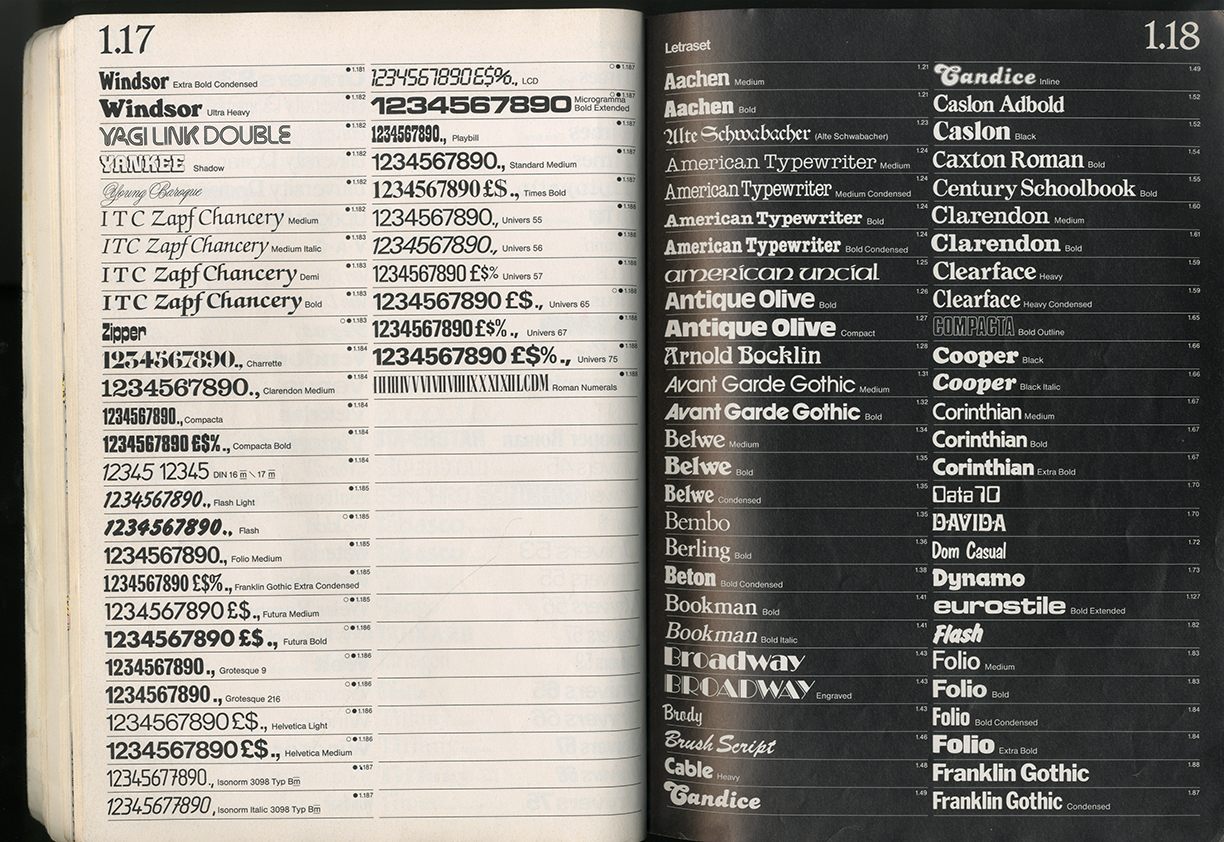 1.17
Windsor Extra Bold Condensed ●1.181
Windsor Ultra Heavy ●1.182
YAGI LINK DOUBLE ●1.182
YANKEE Shadow ●1.182
Young Baroque ●1.182
ITC Zapf Chancery Medium ●1.182
ITC Zapf Chancery Medium Italic ●1.183
ITC Zapf Chancery Demi ●1.183
ITC Zapf Chancery Bold ●1.183
Zipper ○●1.183
1234567890., Charrette ●1.184
1234567890., Clarendon Medium ●1.184
1234567890., Compacta ●1.184
1234567890 £$%., Compacta Bold ●1.184
12345 12345 DIN 16 m \ 17 m ●1.184
1234567890., Flash Light ●1.185
1234567890., Flash ○●1.185
1234567890., Folio Medium ●1.185
1234567890 £$%., Franklin Gothic Extra Condensed ●1.185
1234567890 £$., Futura Medium ○●1.185
1234567890 £$., Futura Bold ○●1.186
1234567890., Grotesque 9 ○●1.186
1234567890., Grotesque 216 ○●1.186
1234567890 £$., Helvetica Light ○●1.186
1234567890 £$., Helvetica Medium ○●1.186
1234567890., Isonorm 3098 Typ Bm ●1.187
1234567890, Isonorm Italic 3098 Typ Bm ●1.187
1234567890£$%., LCD ○●1.187
1234567890 Microgramma Bold Extended ○●1.187
1234567890., Playbill ●1.187
1234567890., Standard Medium ●1.187
1234567890 £$., Times Bold ●1.187
1234567890., Univers 55 ●1.188
1234567890., Univers 56 ●1.188
1234567890 £$% Univers 57 ●1.188
1234567890 £$., Univers 65 ○●1.188
1234567890 £$%., Univers 67 ●1.188
1234567890 £$%., Univers 75 ●1.188
Roman Numerals ●1.188
Letraset
1.18
Aachen Medium 1.21
Aachen Bold 1.21
Alte Schwabacher (Alte Schwabacher) 1.23
American Typewriter Medium 1.24
American Typewriter Medium Condensed 1.24
American Typewriter Bold 1.24
American Typewriter Bold Condensed 1.24
american uncial 1.25
Antique Olive Bold 1.26
Antique Olive Compact 1.27
Arnold Bocklin 1.28
Avant Garde Gothic Medium 1.31
Avant Garde Gothic Bold 1.32
Belwe Medium 1.34
Belwe Bold 1.35
Belwe Condensed 1.35
Bembo 1.35
Berling Bold 1.36
Beton Bold Condensed 1.38
Bookman Bold 1.41
Bookman Bold Italic 1.41
Broadway 1.43
BROADWAY Engraved 1.43
Brody 1.43
Brush Script 1.46
Cable Heavy 1.48
Candice 1.49
Candice Inline 1.49
Caslon Adbold 1.52
Caslon Black 1.52
Caxton Roman Bold 1.54
Century Schoolbook Bold 1.55
Clarendon Medium 1.60
Clarendon Bold 1.61
Clearface Heavy 1.59
Clearface Heavy Condensed 1.59
COMPACTA Bold Outline 1.65
Cooper Black 1.66
Cooper Black Italic 1.66
Corinthian Medium 1.67
Corinthian Bold 1.67
Corinthian Extra Bold 1.67
Data 70 1.70
DAVIDA 1.70
Dom Casual 1.72
Dynamo 1.73
eurostile Bold Extended 1.127
Flash 1.82
Folio Medium 1.83
Folio Bold 1.83
Folio Bold Condensed 1.84
Folio Extra Bold 1.84
Franklin Gothic 1.88
Franklin Gothic Condensed 1.87